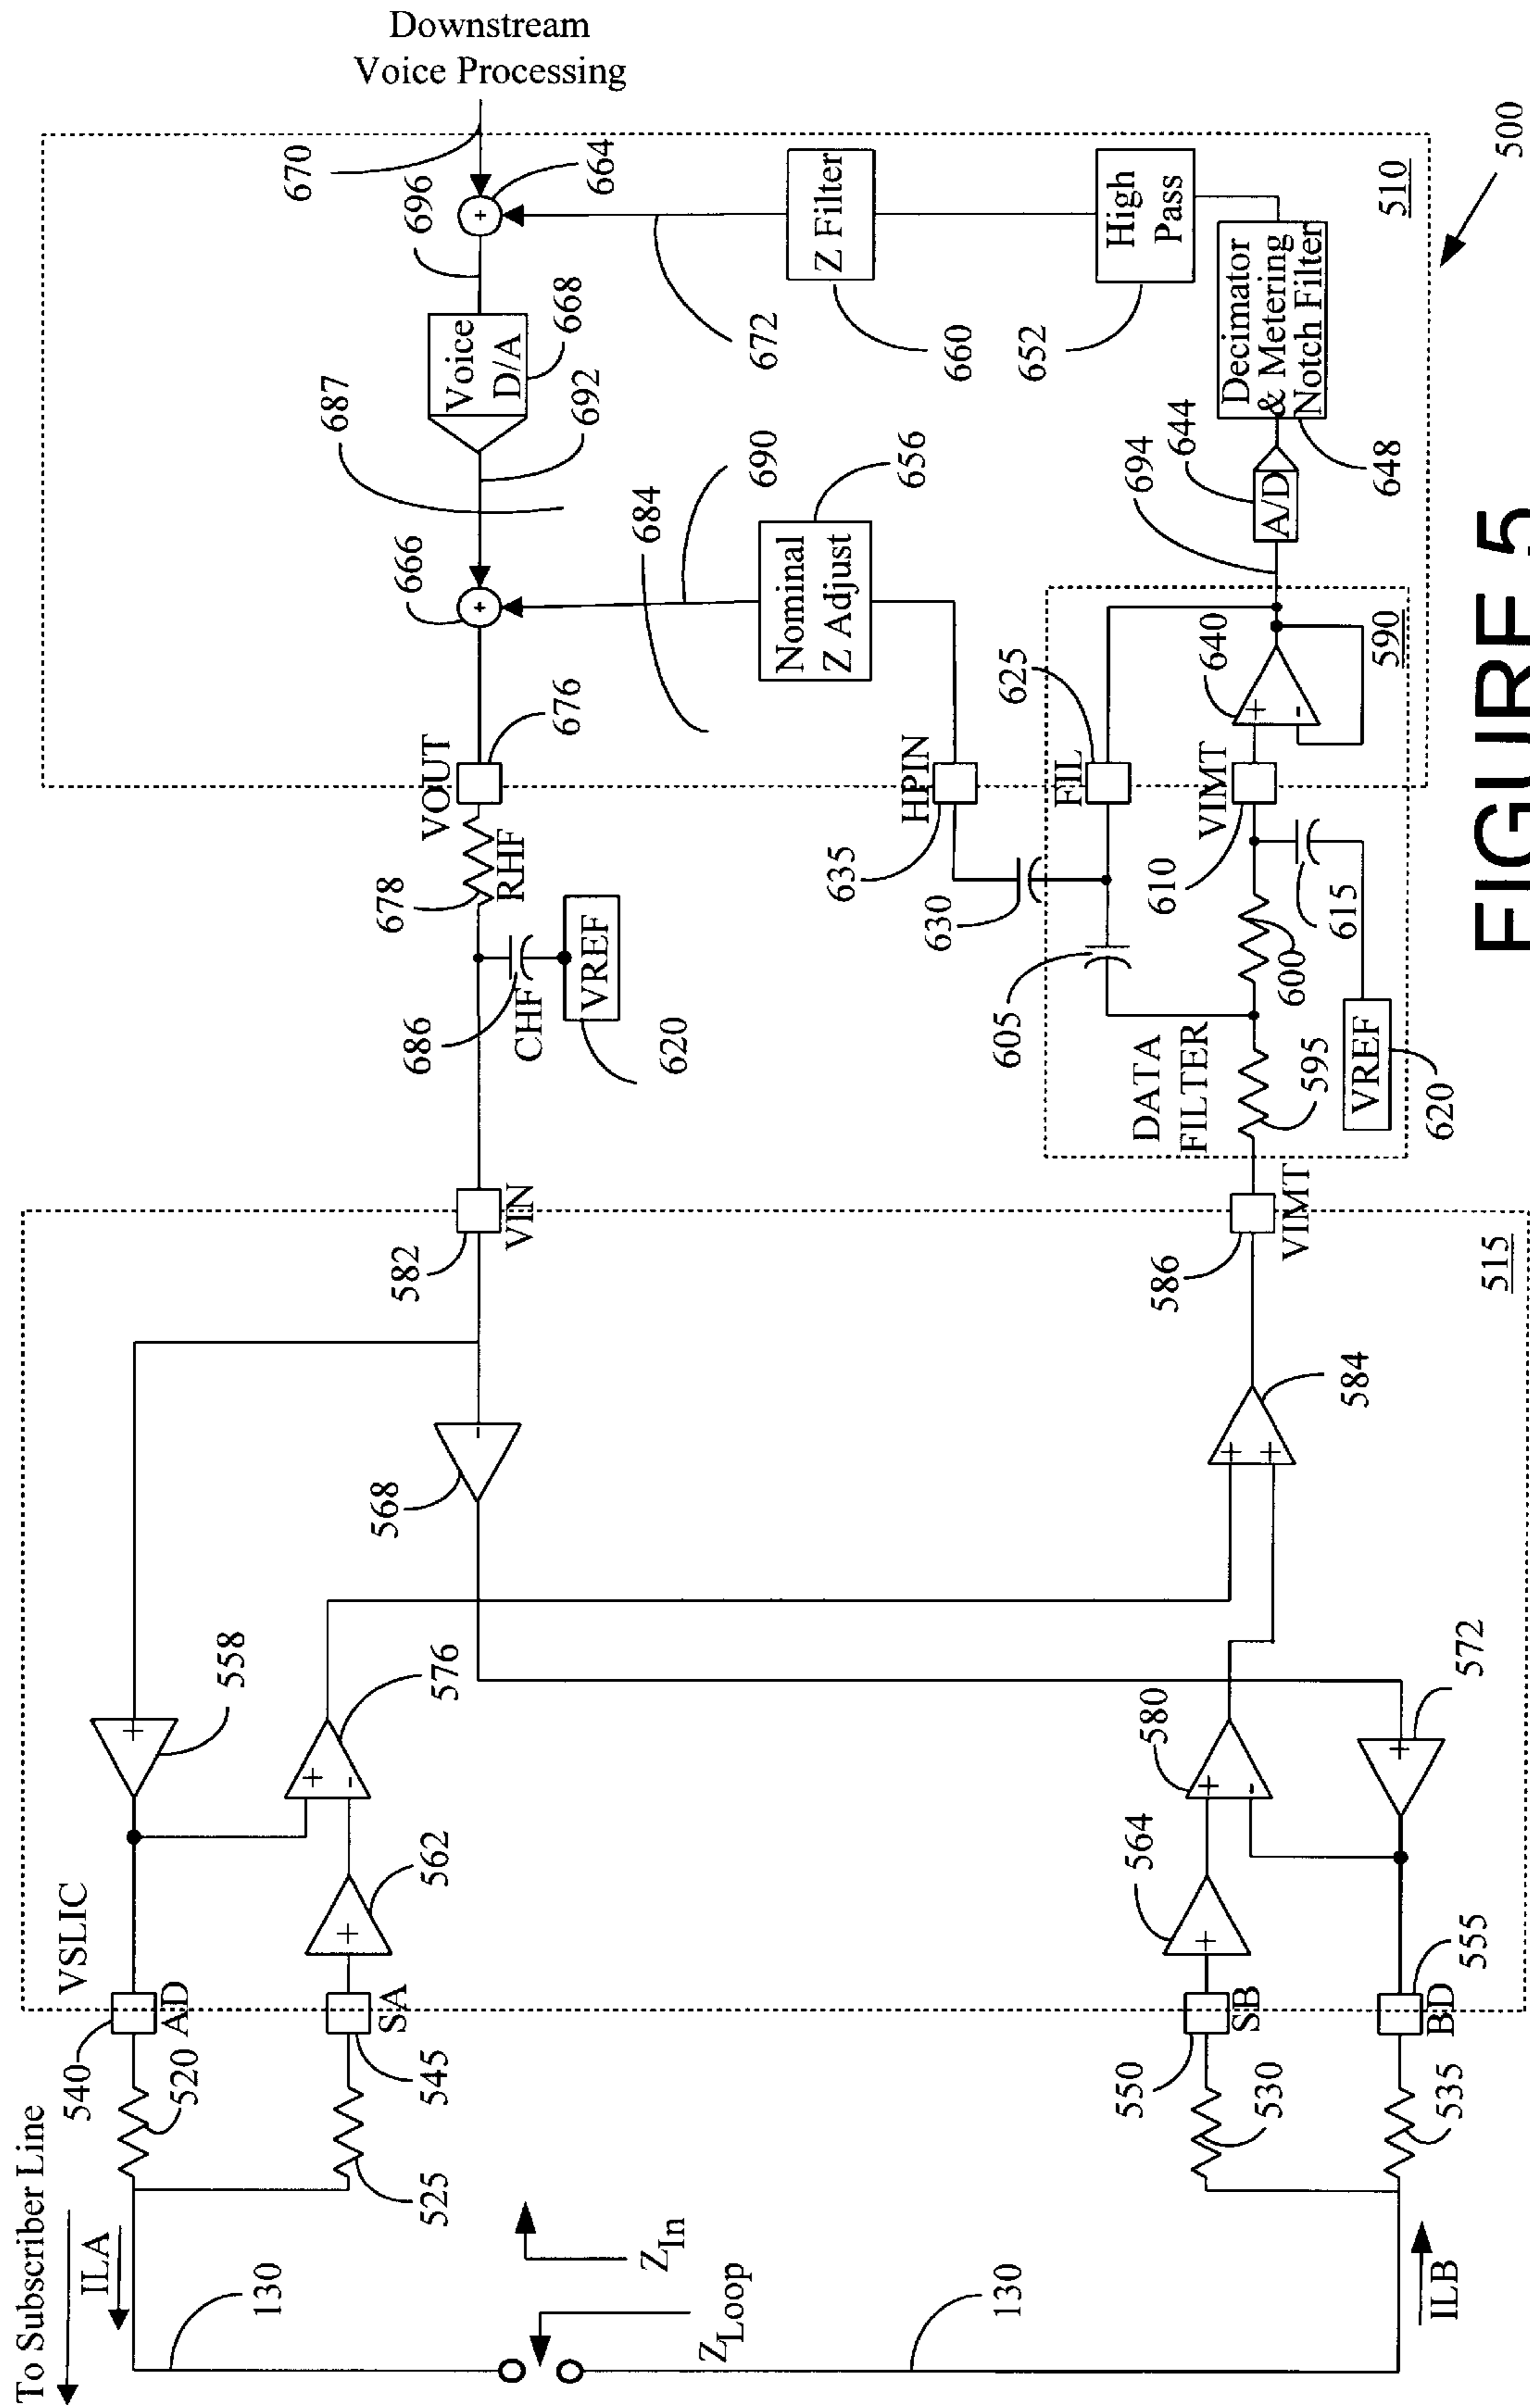 Downstream
Voice Processing
670
696
664
Voice
D/A
668
687
692
666
VOUT
676
RHF
678
CHF
686
VREF
620
VIN
582
672
Z Filter
660
High
Pass
652
510
500
690
684
Nominal
Z Adjust
656
Decimator
& Metering
Notch Filter
648
644
A/D
694
HPIN
635
630
FIL
625
640
590
VIMT
610
615
600
605
DATA
FILTER
595
VREF
620
VIMT
586
515
584
568
558
576
562
572
580
564
VSLIC
AD
540
520
SA
545
525
SB
550
530
BD
555
535
To Subscriber Line
ILA
130
ZIn
ZLoop
130
ILB
+
+
+
-
+
-
+
+
-
+
+
+
-
+
+
FIGURE 5